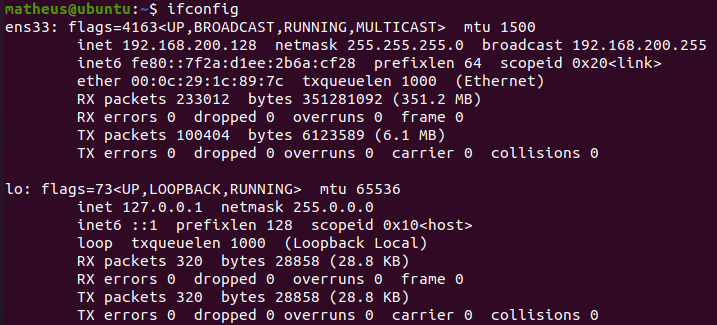 matheus@ubuntu:~$ ifconfig
ens33: flags=4163<UP,BROADCAST,RUNNING,MULTICAST>  mtu 1500
        inet 192.168.200.128  netmask 255.255.255.0  broadcast 192.168.200.255
        inet6 fe80::7f2a:d1ee:2b6a:cf28  prefixlen 64  scopeid 0x20<link>
        ether 00:0c:29:1c:89:7c  txqueuelen 1000  (Ethernet)
        RX packets 233012  bytes 351281092 (351.2 MB)
        RX errors 0  dropped 0  overruns 0  frame 0
        TX packets 100404  bytes 6123589 (6.1 MB)
        TX errors 0  dropped 0 overruns 0  carrier 0  collisions 0

lo: flags=73<UP,LOOPBACK,RUNNING>  mtu 65536
        inet 127.0.0.1  netmask 255.0.0.0
        inet6 ::1  prefixlen 128  scopeid 0x10<host>
        loop  txqueuelen 1000  (Loopback Local)
        RX packets 320  bytes 28858 (28.8 KB)
        RX errors 0  dropped 0  overruns 0  frame 0
        TX packets 320  bytes 28858 (28.8 KB)
        TX errors 0  dropped 0 overruns 0  carrier 0  collisions 0